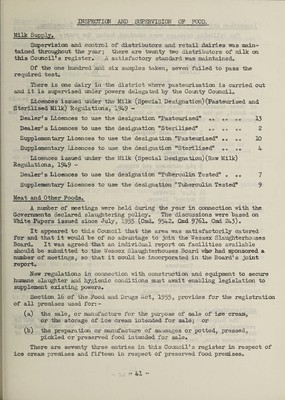 INSPECTION AND SUPERVISION OF FOOD.
Milk Supply.
Supervision and control of distributors and retail dairies was main-
tained throughout the year; there are twenty two distributors of milk on
this Council's register. A satisfactory standard was maintained.
Of the one hundred and six samples taken, seven failed to pass the
required test.
There is one dairy in the district where pasteurisation is carried out
and it is supervised under powers delegated by the County Council.
Licences issued under the Milk (Special Designation)(Pasteurised and
Sterilised Milk) Regulations, 1949 -
Dealer's Licences to use the designation "Pasteurised" .. .. .. 13
Dealer's Licences to use the designation "Sterilised" .. .. .. 2
Supplementary Licences to use the designation "Pasteurised" .. .. 10
Supplementary Licences to use the designation "Sterilised" .. .. 4
Licences issued under the Milk (Special Designation)(Raw Milk)
Regulations, 1949 -
Dealer's Licences to use the designation "Tuberculin Tested" .. .. 7
Supplementary Licences to use the designation "Tuberculin Tested" 9
Meat and Other Foods.
A number of meetings were held during the year in connection with the
Governments declared slaughtering policy. The discussions were based on
White Papers issued since July, 1955 (Cmd. 9542. Cmd 9761. Cmd 243).
It appeared to this Council that the area was satisfactorily catered
for and that it would be of no advantage to join the Wessex Slaughterhouses
Board. It was agreed that an individual report on facilities available
should be submitted to the Wessex Slaughterhouses Board who had sponsored a
number of meetings, so that it could be incorporated in the Board's joint
report.
New regulations in connection with construction and equipment to secure
humane slaughter and hygienic conditions must await enabling legislation to
supplement existing powers.
Section 16 of the Food and Drugs Act, 1955, provides for the registration
of all premises used for:-
(a) the sale, or manufacture for the purpose of sale of ice cream,
or the storage of ice cream intended for sale; or
(b) the preparation or manufacture of sausages or potted, pressed,
pickled or preserved food intended for sale.
There are seventy three entries in this Council's register in respect of
ice cream premises and fifteen in respect of preserved food premises.
- 41 -